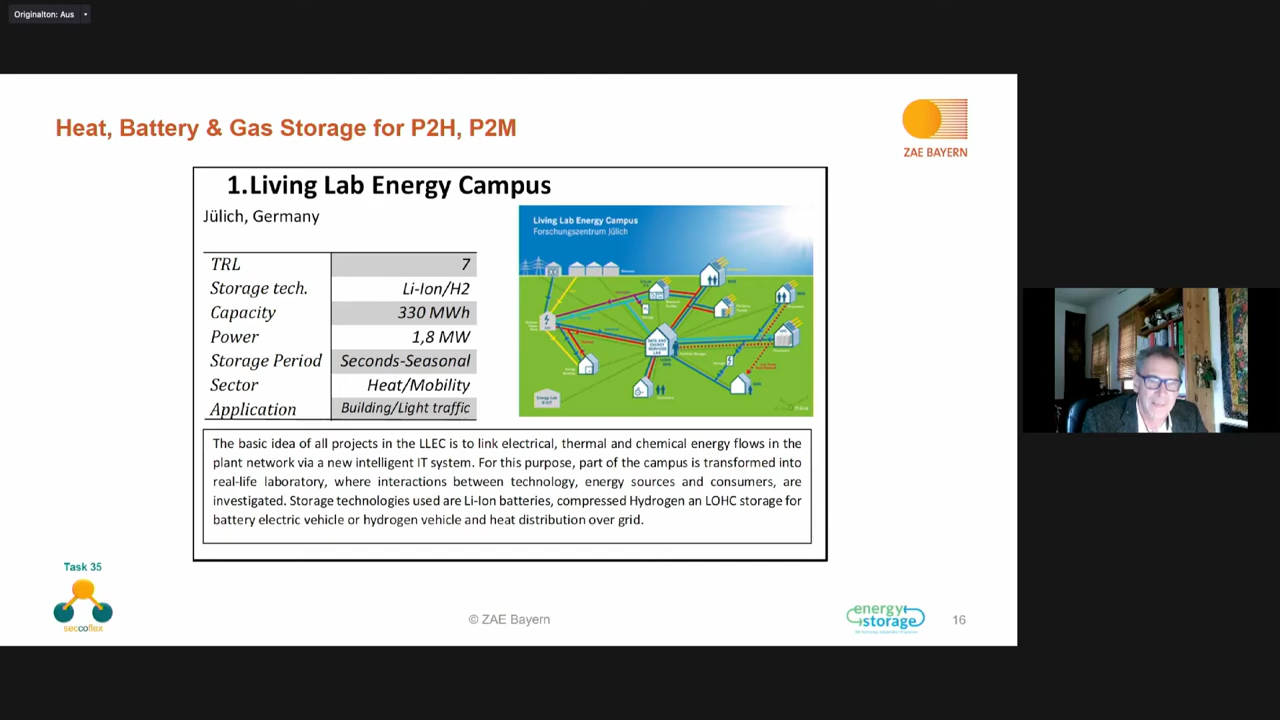 Originalton: Aus
Heat, Battery & Gas Storage for P2H, P2M
ZAE BAYERN
1.Living Lab Energy Campus
Jülich, Germany
TRL 7
Storage tech. Li-Ion/H2
Capacity 330 MWh
Power 1,8 MW
Storage Period Seconds-Seasonal
Sector Heat/Mobility
Application Building/Light traffic
Living Lab Energy Campus
Forschungszentrum Jülich
DATA AND
ENERGY
SERVICES
LAB
The basic idea of all projects in the LLEC is to link electrical, thermal and chemical energy flows in the
plant network via a new intelligent IT system. For this purpose, part of the campus is transformed into
real-life laboratory, where interactions between technology, energy sources and consumers, are
investigated. Storage technologies used are Li-Ion batteries, compressed Hydrogen an LOHC storage for
battery electric vehicle or hydrogen vehicle and heat distribution over grid.
Task 35
seccoflex
© ZAE Bayern
energy
storage
16